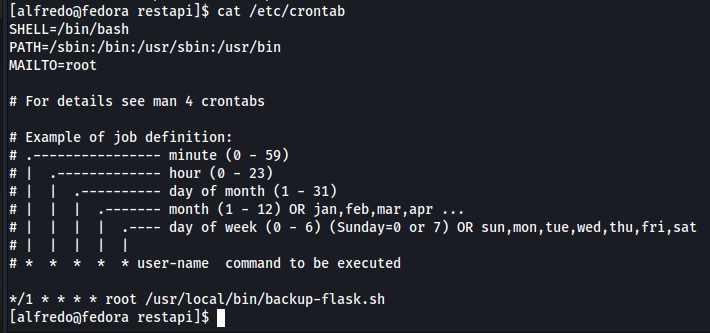 [alfredo@fedora restapi]$ cat /etc/crontab
SHELL=/bin/bash
PATH=/sbin:/bin:/usr/sbin:/usr/bin
MAILTO=root

# For details see man 4 crontabs

# Example of job definition:
# .---------------- minute (0 - 59)
# |  .------------- hour (0 - 23)
# |  |  .---------- day of month (1 - 31)
# |  |  |  .------- month (1 - 12) OR jan,feb,mar,apr ...
# |  |  |  |  .---- day of week (0 - 6) (Sunday=0 or 7) OR sun,mon,tue,wed,thu,fri,sat
# |  |  |  |  |
# *  *  *  *  * user-name  command to be executed

*/1 * * * * root /usr/local/bin/backup-flask.sh
[alfredo@fedora restapi]$